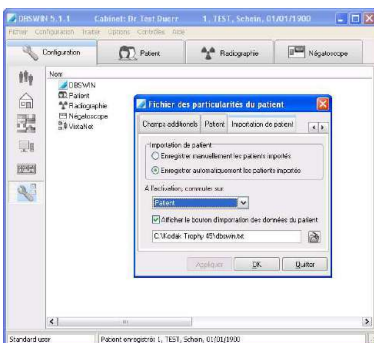 DBSWIN 5.1.1 Cabinet: Dr Test Duerr 1, TEST, Schein, 01/01/1900
Fichier Configuration Traiter Options Contrôles Aide
Configuration Patient Radiographie Négatoscope
Nom
DBSWIN
Patient
Radiographie
Négatoscope
VistaNet
Fichier des particularités du patient
Champs additionels Patient Importation de patient
Importation de patient
Enregistrer manuellement les patients importés
Enregistrer automatiquement les patients importés
A l'activation, commuter sur:
Patient
Afficher le bouton d'importation des données du patient
C:\Kodak Trophy 45\dbswin.txt
Appliquer OK Quitter
Standard user Patient enregistré: 1, TEST, Schein, 01/01/1900